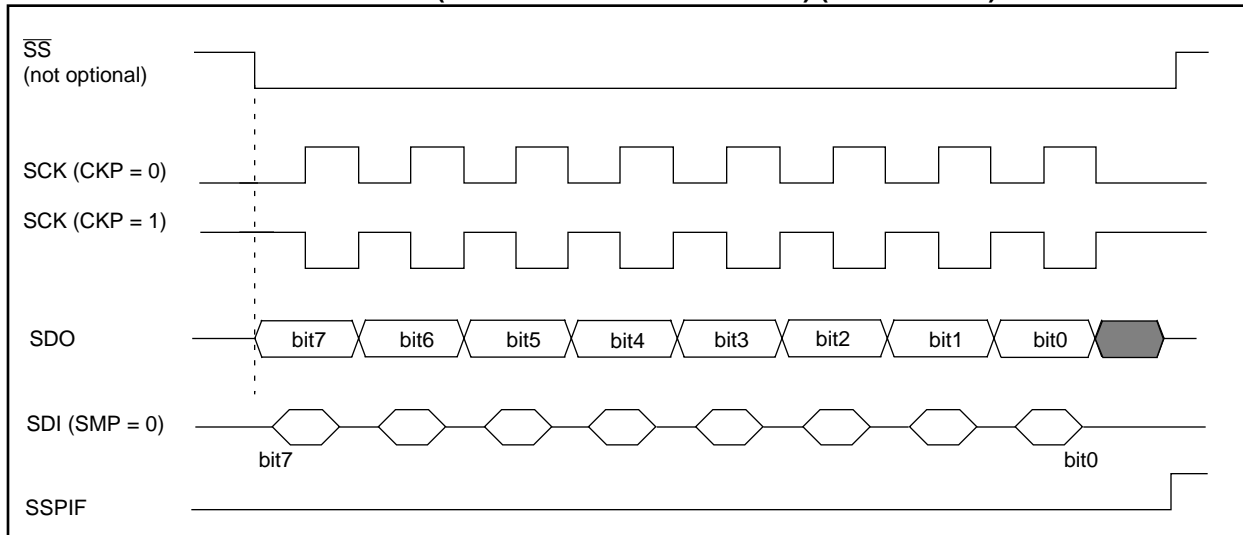 SS
(not optional)
SCK (CKP = 0)
SCK (CKP = 1)
SDO
bit7 bit6 bit5 bit4 bit3 bit2 bit1 bit0
SDI (SMP = 0)
bit7 bit0
SSPIF